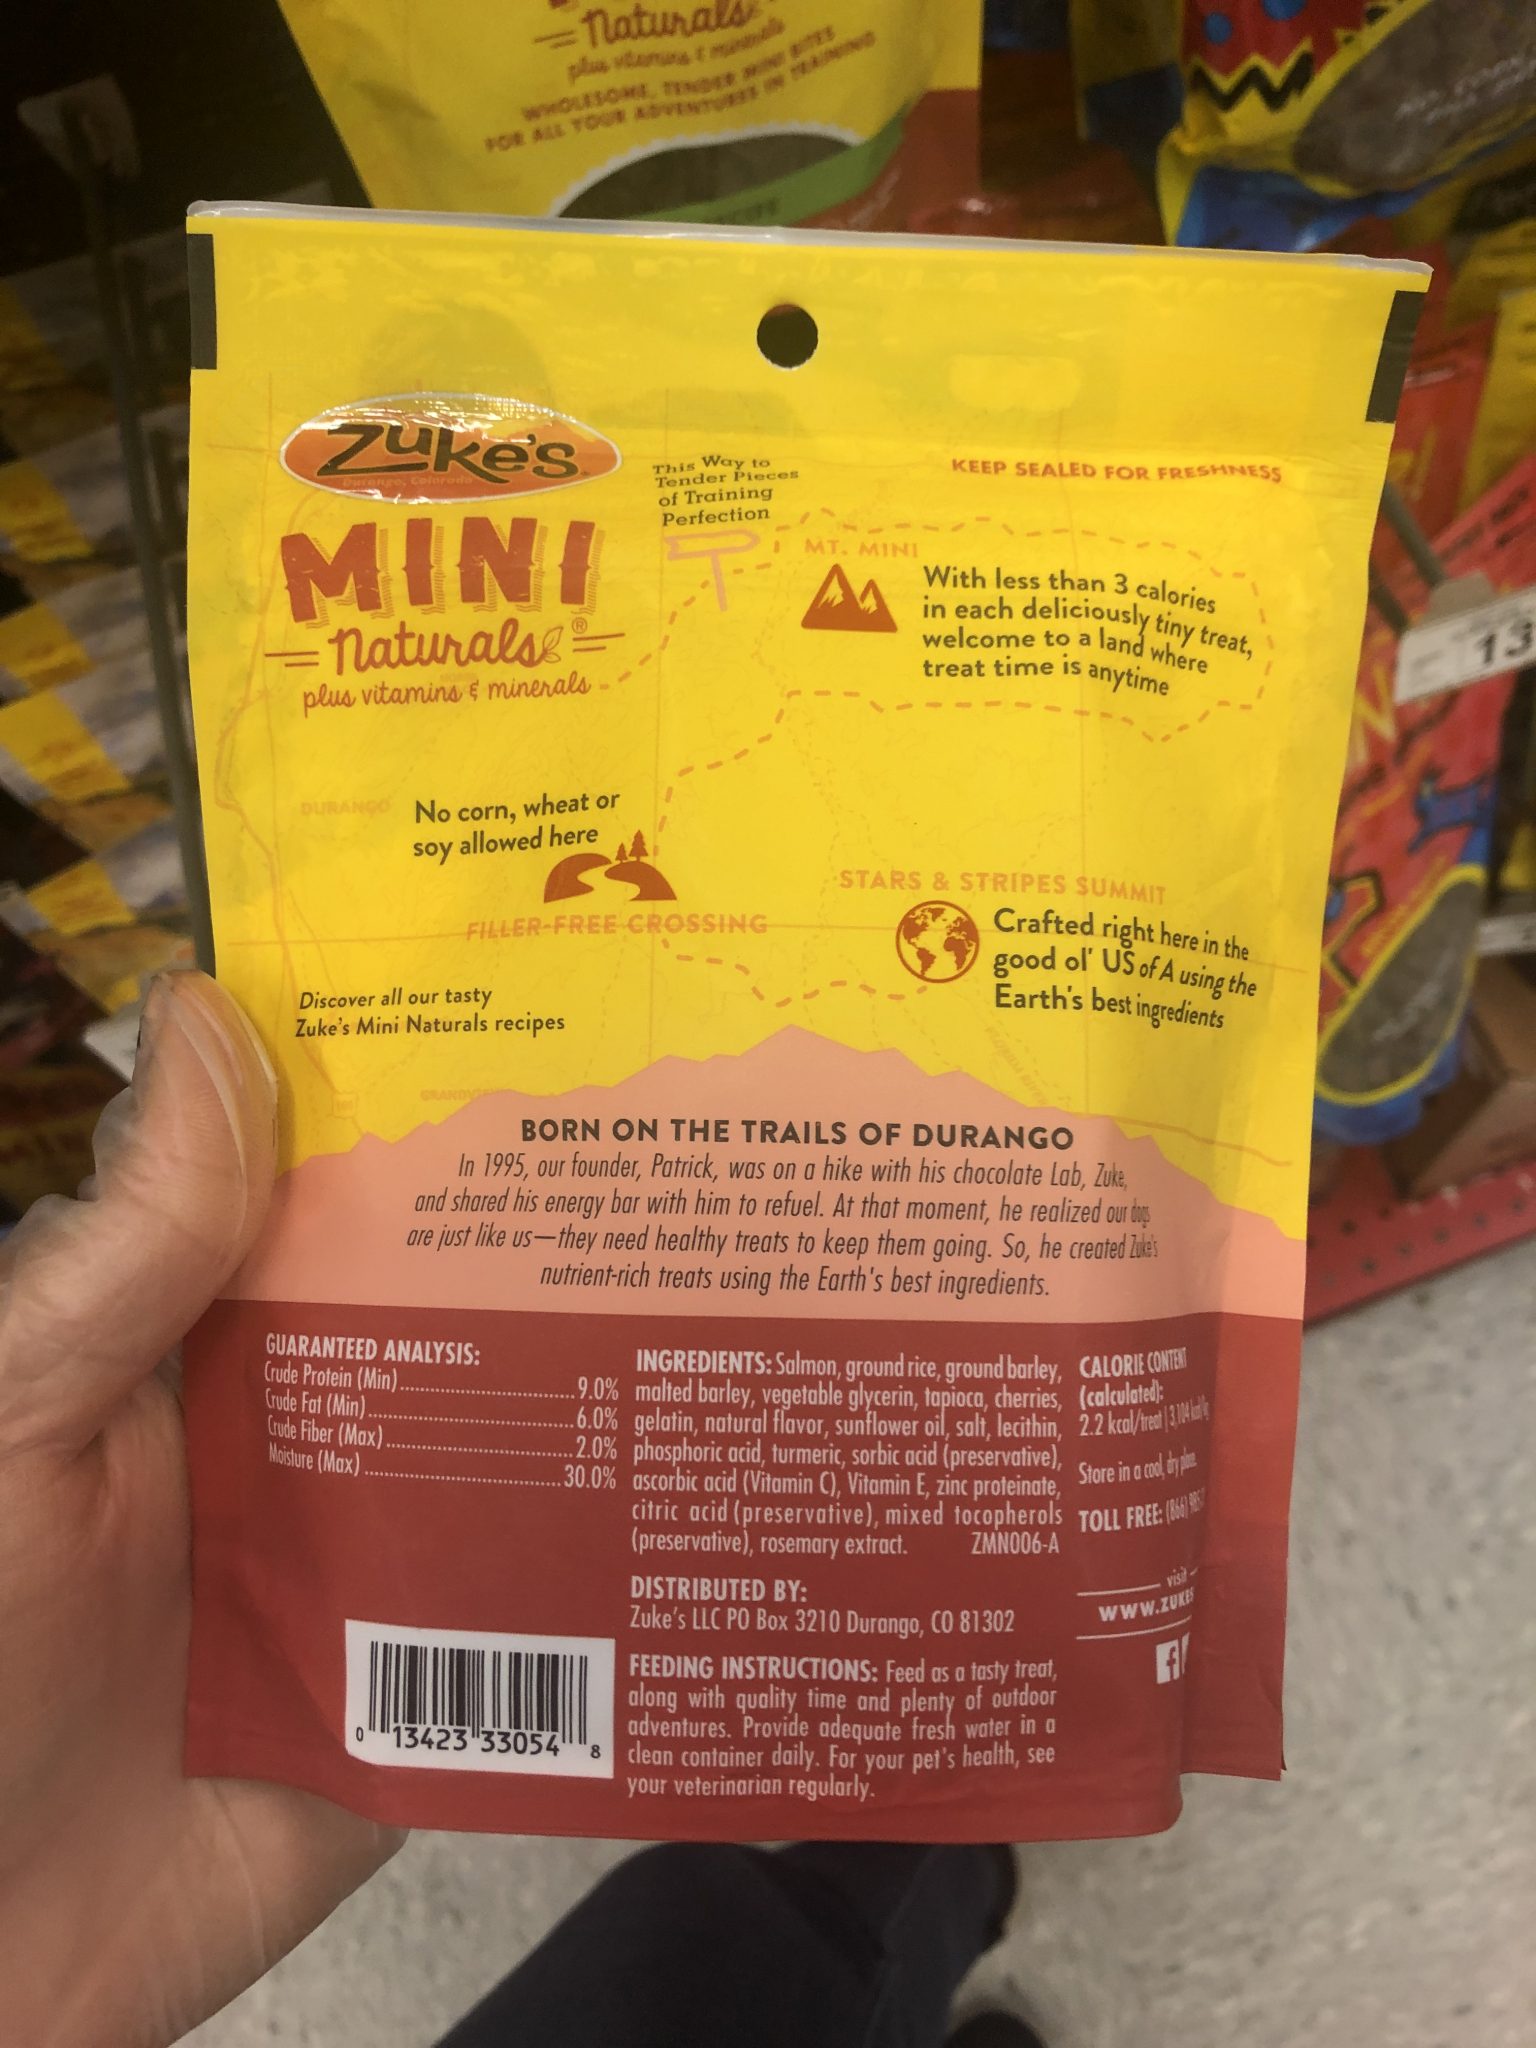 Naturals
plus vitamins & minerals
WHOLESOME, TENDER MINI BITES
FOR ALL YOUR ADVENTURES IN TRAINING
13
Zuke's
Durango, Colorado
MINI
Naturals®
plus vitamins & minerals
This Way to
Tender Pieces
of Training
Perfection
KEEP SEALED FOR FRESHNESS
MT. MINI
With less than 3 calories
in each deliciously tiny treat,
welcome to a land where
treat time is anytime
DURANGO
No corn, wheat or
soy allowed here
FILLER-FREE CROSSING
STARS & STRIPES SUMMIT
Crafted right here in the
good ol' US of A using the
Earth's best ingredients
Discover all our tasty
Zuke's Mini Naturals recipes
BORN ON THE TRAILS OF DURANGO
In 1995, our founder, Patrick, was on a hike with his chocolate Lab, Zuke,
and shared his energy bar with him to refuel. At that moment, he realized our dogs
are just like us—they need healthy treats to keep them going. So, he created Zuke's
nutrient-rich treats using the Earth's best ingredients.
GUARANTEED ANALYSIS:
Crude Protein (Min)..............................9.0%
Crude Fat (Min)....................................6.0%
Crude Fiber (Max)................................2.0%
Moisture (Max)....................................30.0%
INGREDIENTS: Salmon, ground rice, ground barley,
malted barley, vegetable glycerin, tapioca, cherries,
gelatin, natural flavor, sunflower oil, salt, lecithin,
phosphoric acid, turmeric, sorbic acid (preservative),
ascorbic acid (Vitamin C), Vitamin E, zinc proteinate,
citric acid (preservative), mixed tocopherols
(preservative), rosemary extract. ZMN006-A
DISTRIBUTED BY:
Zuke's LLC PO Box 3210 Durango, CO 81302
FEEDING INSTRUCTIONS: Feed as a tasty treat,
along with quality time and plenty of outdoor
adventures. Provide adequate fresh water in a
clean container daily. For your pet's health, see
your veterinarian regularly.
CALORIE CONTENT
(calculated):
2.2 kcal/treat | 3,104 kcal/kg
Store in a cool, dry place.
TOLL FREE: (866)
visit
WWW.ZUKES
f
0 13423 33054 8